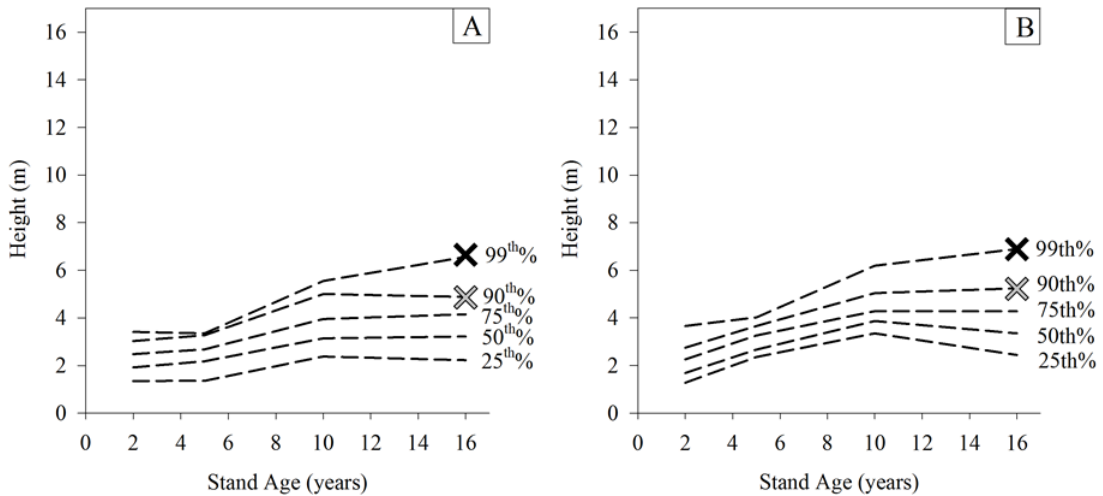 A
16
14
12
10
8
6
4
2
0
Height (m)
99th%
90th%
75th%
50th%
25th%
0 2 4 6 8 10 12 14 16
Stand Age (years)
B
16
14
12
10
8
6
4
2
0
Height (m)
99th%
90th%
75th%
50th%
25th%
0 2 4 6 8 10 12 14 16
Stand Age (years)